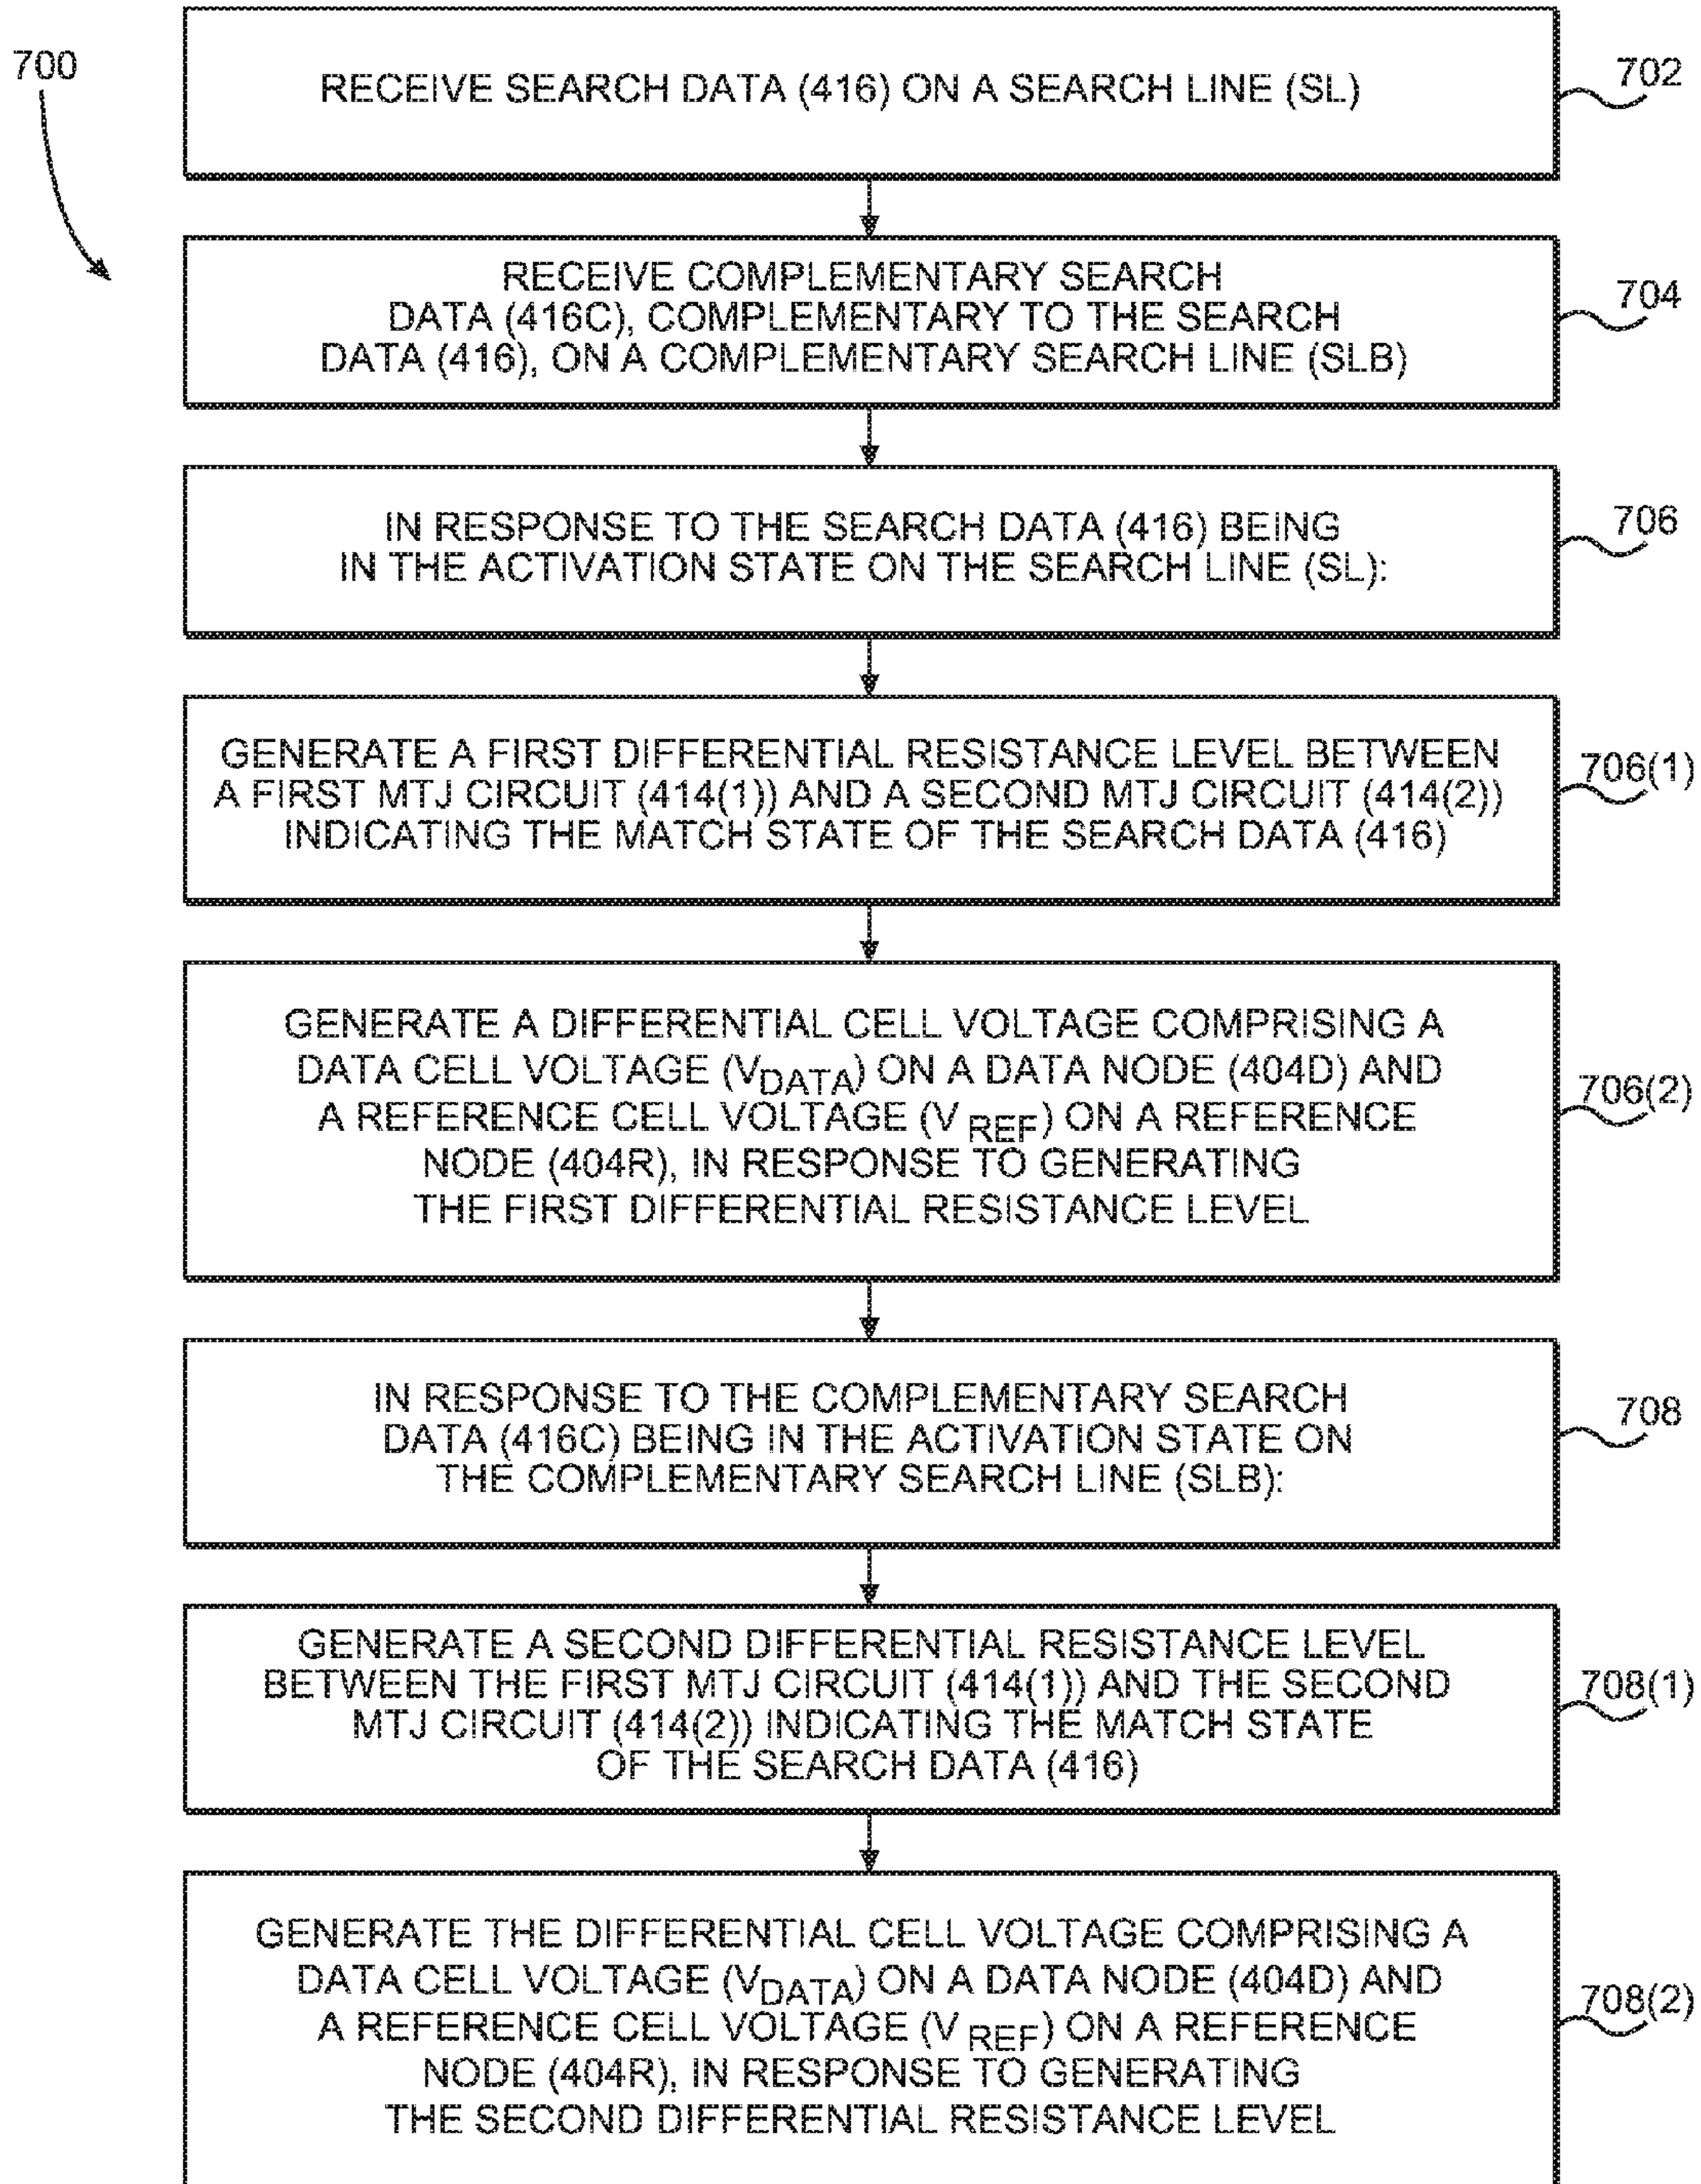 700
RECEIVE SEARCH DATA (416) ON A SEARCH LINE (SL)
702
RECEIVE COMPLEMENTARY SEARCH
DATA (416C), COMPLEMENTARY TO THE SEARCH
DATA (416), ON A COMPLEMENTARY SEARCH LINE (SLB)
704
IN RESPONSE TO THE SEARCH DATA (416) BEING
IN THE ACTIVATION STATE ON THE SEARCH LINE (SL):
706
GENERATE A FIRST DIFFERENTIAL RESISTANCE LEVEL BETWEEN
A FIRST MTJ CIRCUIT (414(1)) AND A SECOND MTJ CIRCUIT (414(2))
INDICATING THE MATCH STATE OF THE SEARCH DATA (416)
706(1)
GENERATE A DIFFERENTIAL CELL VOLTAGE COMPRISING A
DATA CELL VOLTAGE (VDATA) ON A DATA NODE (404D) AND
A REFERENCE CELL VOLTAGE (V REF) ON A REFERENCE
NODE (404R), IN RESPONSE TO GENERATING
THE FIRST DIFFERENTIAL RESISTANCE LEVEL
706(2)
IN RESPONSE TO THE COMPLEMENTARY SEARCH
DATA (416C) BEING IN THE ACTIVATION STATE ON
THE COMPLEMENTARY SEARCH LINE (SLB):
708
GENERATE A SECOND DIFFERENTIAL RESISTANCE LEVEL
BETWEEN THE FIRST MTJ CIRCUIT (414(1)) AND THE SECOND
MTJ CIRCUIT (414(2)) INDICATING THE MATCH STATE
OF THE SEARCH DATA (416)
708(1)
GENERATE THE DIFFERENTIAL CELL VOLTAGE COMPRISING A
DATA CELL VOLTAGE (VDATA) ON A DATA NODE (404D) AND
A REFERENCE CELL VOLTAGE (V REF) ON A REFERENCE
NODE (404R), IN RESPONSE TO GENERATING
THE SECOND DIFFERENTIAL RESISTANCE LEVEL
708(2)